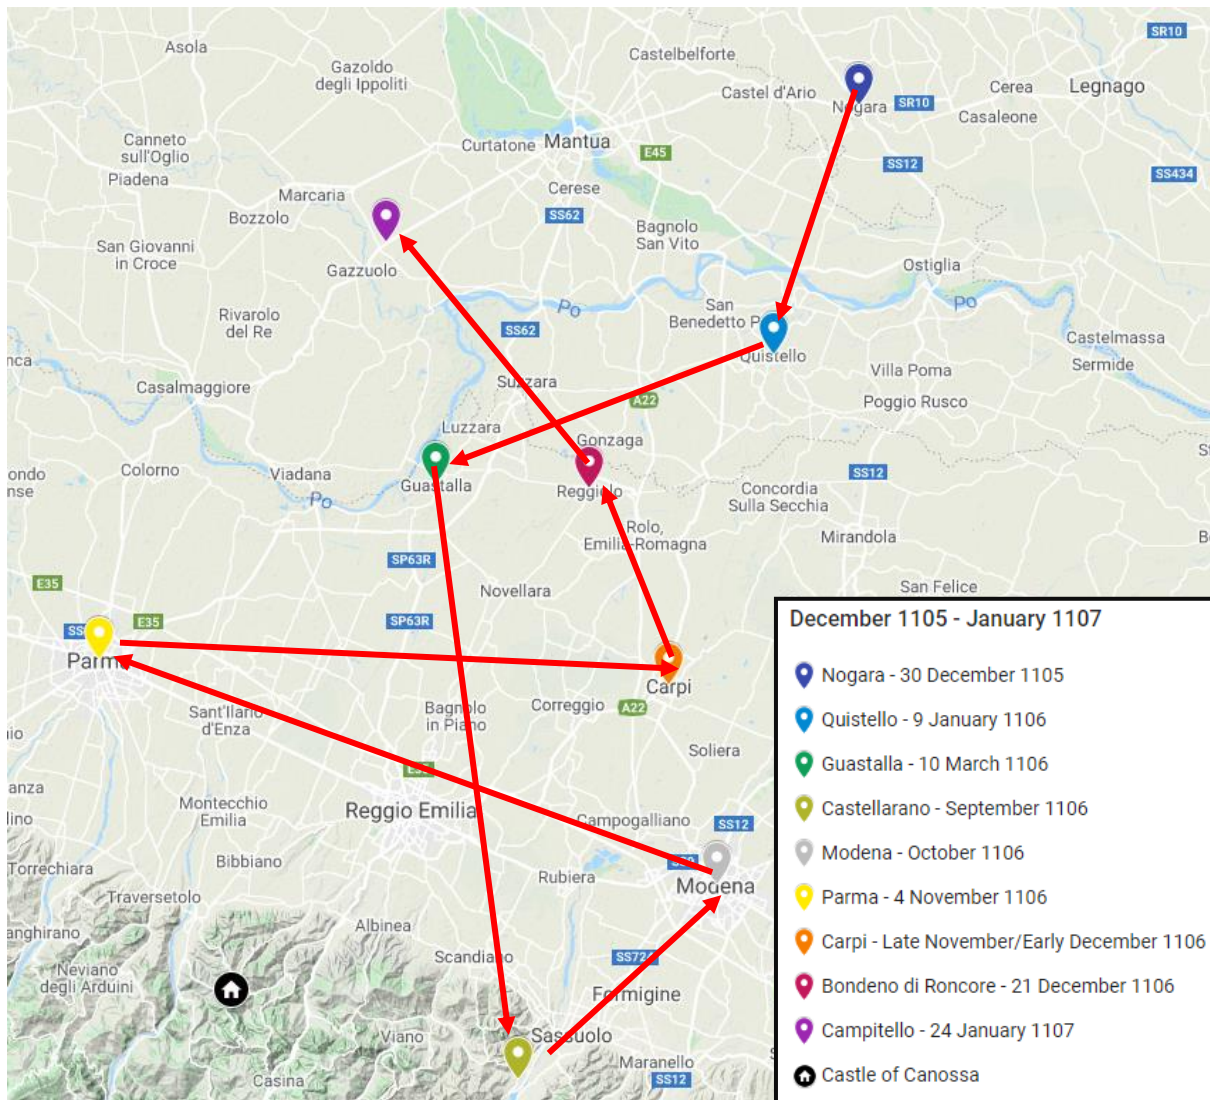 SR10
Asola
Castelbelforte
Gazoldo
degli Ippoliti
Castel d'Ario
Nogara
SR10
Cerea
Legnago
Casaleone
Canneto
sull'Oglio
Curtatone
Mantua
E45
SS12
Piadena
SS434
Marcaria
Cerese
Bozzolo
SS62
Bagnolo
San Vito
San Giovanni
in Croce
Gazzuolo
Ostiglia
Po
Po
San
Benedetto P
Rivarolo
del Re
SS62
Castelmassa
Quistello
nca
Villa Poma
Sermide
Casalmaggiore
Suzzara
A22
Poggio Rusco
Luzzara
Gonzaga
ondo
nse
Colorno
Viadana
Guastalla
Reggiolo
SS12
Po
Concordia
Sulla Secchia
Rolo,
Emilia-Romagna
Mirandola
SP63R
E35
Novellara
San Felice
SS
E35
SP63R
Parma
Carpi
Sant'Ilario
d'Enza
Bagnolo
in Piano
Correggio
A22
Soliera
anza
lino
Montecchio
Emilia
Reggio Emilia
Campogalliano
SS12
Torrechiara
Bibbiano
Rubiera
Modena
Traversetolo
anghirano
Albinea
Scandiano
SS724
Neviano
degli Arduini
Formigine
Viano
Sassuolo
Maranello
Casina
SS12
December 1105 - January 1107
Nogara - 30 December 1105
Quistello - 9 January 1106
Guastalla - 10 March 1106
Castellarano - September 1106
Modena - October 1106
Parma - 4 November 1106
Carpi - Late November/Early December 1106
Bondeno di Roncore - 21 December 1106
Campitello - 24 January 1107
Castle of Canossa